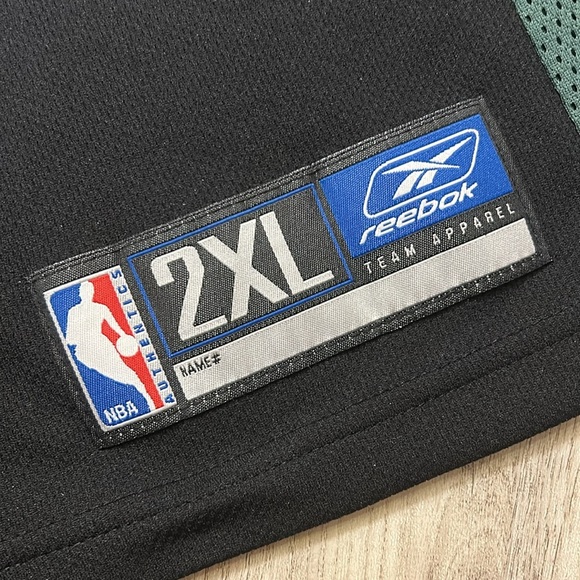 NBA
AUTHENTICS
2XL
reebok
TEAM APPAREL
NAME#